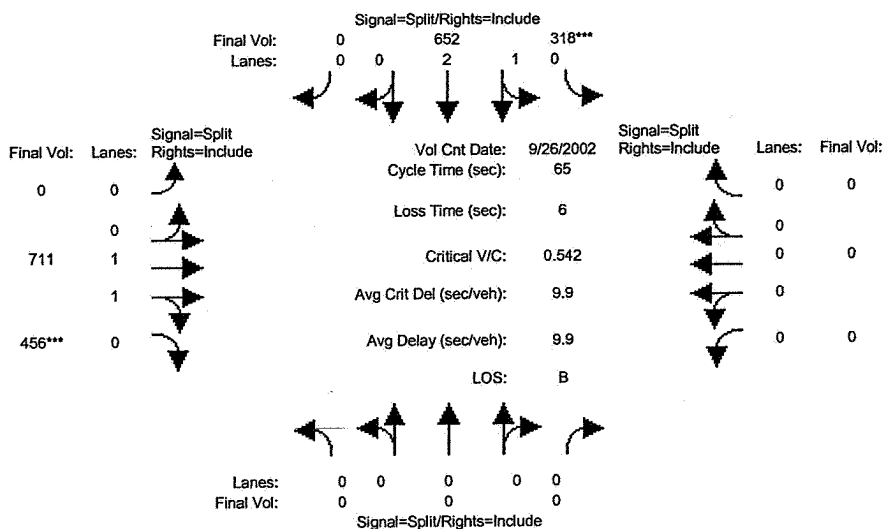 Signal=Split/Rights=Include
Final Vol: 0 652 318***
Lanes: 0 0 2 1 0
Signal=Split
Final Vol: Lanes: Rights=Include
Vol Cnt Date: 9/26/2002
Signal=Split
Rights=Include Lanes: Final Vol:
Cycle Time (sec): 65
0 0
0 0
Loss Time (sec): 6
0
0
711 1
Critical V/C: 0.542
0 0
1
Avg Crit Del (sec/veh): 9.9
0
456*** 0
Avg Delay (sec/veh): 9.9
0 0
LOS: B
Lanes: 0 0 0 0 0
Final Vol: 0 0 0
Signal=Split/Rights=Include